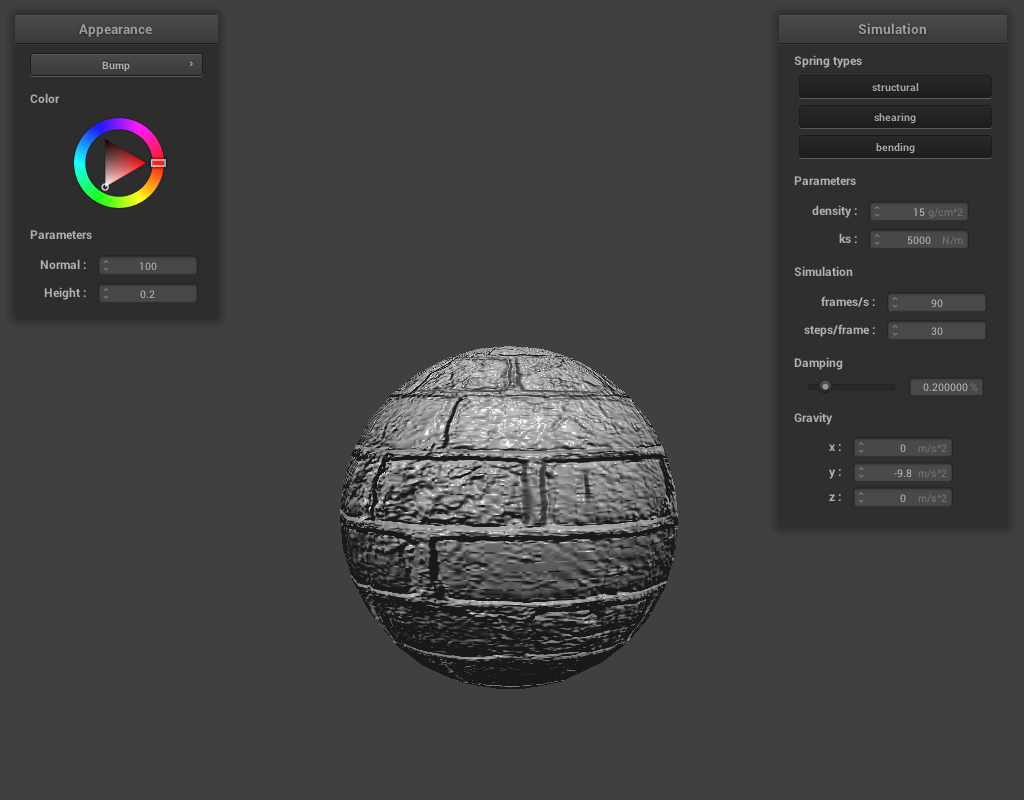 Appearance
Bump
Color
Parameters
Normal : 100
Height : 0.2
Simulation
Spring types
structural
shearing
bending
Parameters
density : 15 g/cm^2
ks : 5000 N/m
Simulation
frames/s : 90
steps/frame : 30
Damping
0.200000 %
Gravity
x : 0 m/s^2
y : -9.8 m/s^2
z : 0 m/s^2